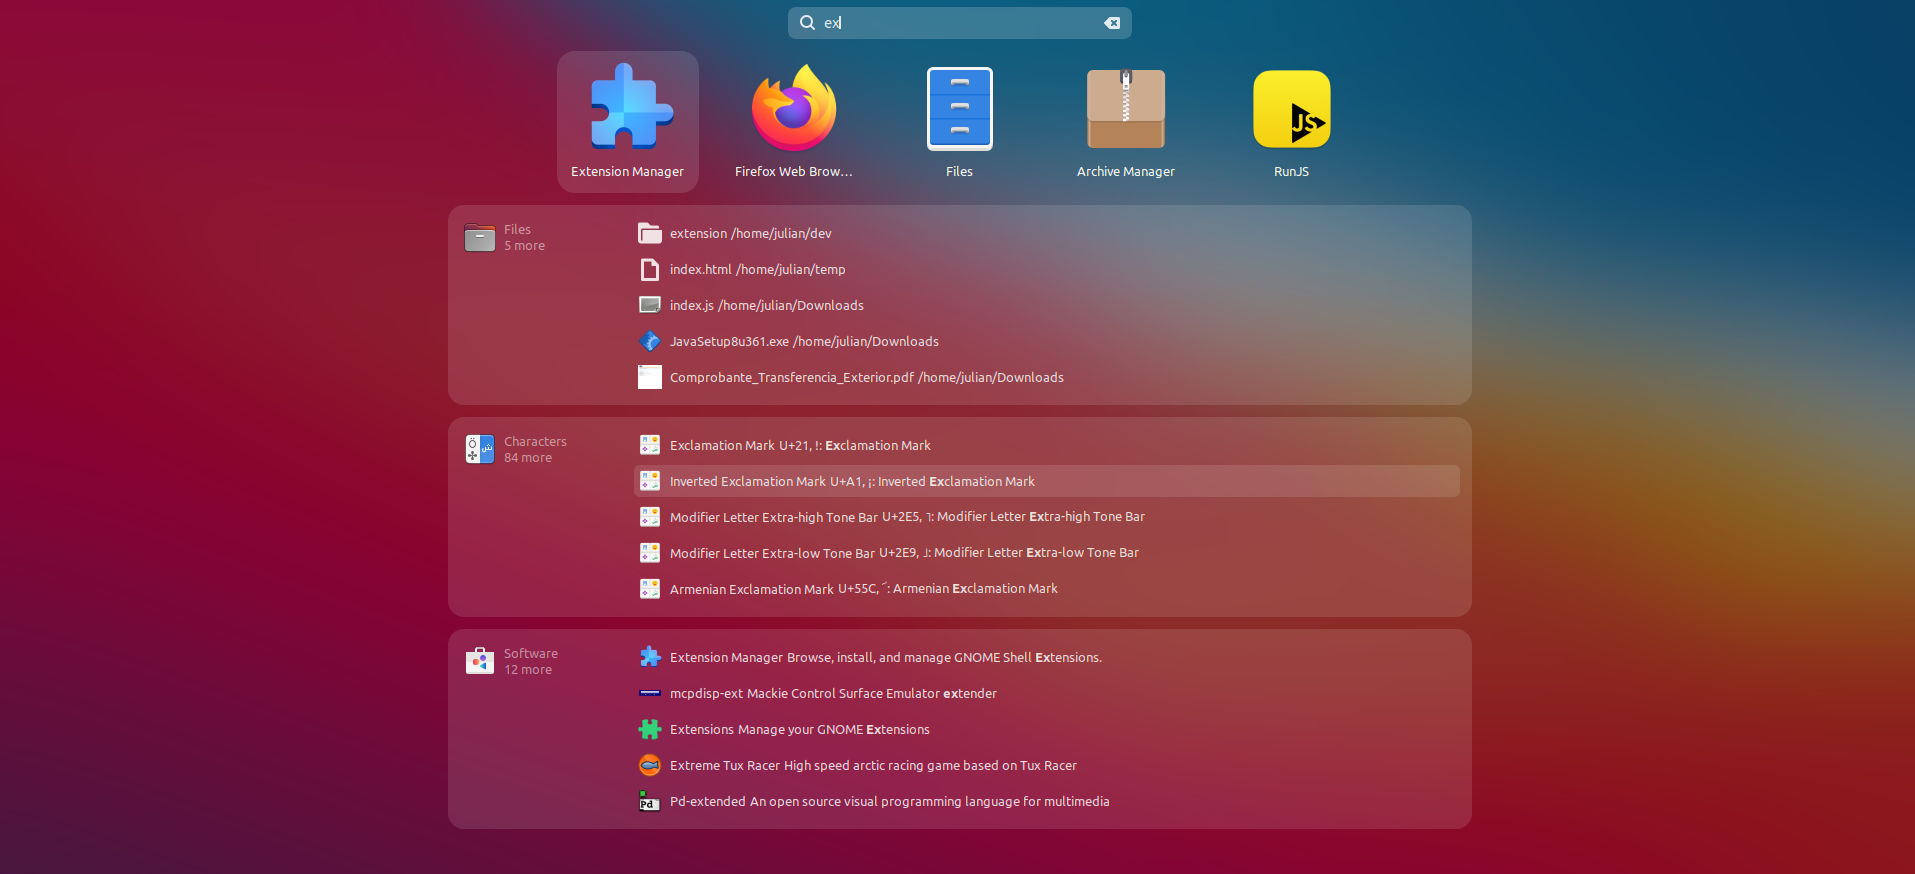 ex
Extension Manager
Firefox Web Brow…
Files
Archive Manager
RunJS
Files
5 more
extension /home/julian/dev
index.html /home/julian/temp
index.js /home/julian/Downloads
JavaSetup8u361.exe /home/julian/Downloads
Comprobante_Transferencia_Exterior.pdf /home/julian/Downloads
Characters
84 more
Exclamation Mark U+21, !: Exclamation Mark
Inverted Exclamation Mark U+A1, ¡: Inverted Exclamation Mark
Modifier Letter Extra-high Tone Bar U+2E5, ˥: Modifier Letter Extra-high Tone Bar
Modifier Letter Extra-low Tone Bar U+2E9, ˩: Modifier Letter Extra-low Tone Bar
Armenian Exclamation Mark U+55C, ՜: Armenian Exclamation Mark
Software
12 more
Extension Manager Browse, install, and manage GNOME Shell Extensions.
mcpdisp-ext Mackie Control Surface Emulator extender
Extensions Manage your GNOME Extensions
Extreme Tux Racer High speed arctic racing game based on Tux Racer
Pd-extended An open source visual programming language for multimedia